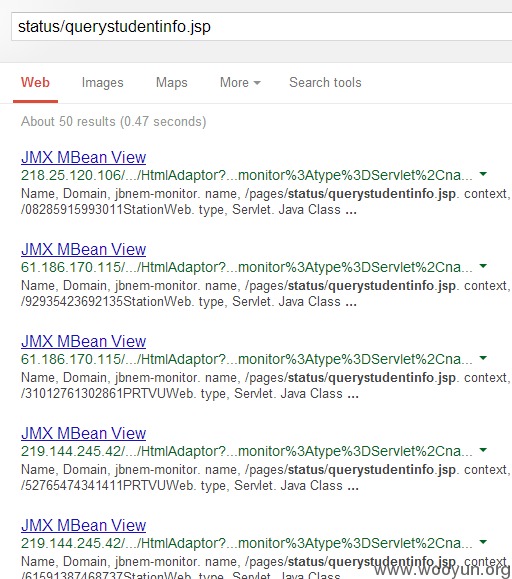 status/querystudentinfo.jsp
Web Images Maps More Search tools
About 50 results (0.47 seconds)
JMX MBean View
218.25.120.106/.../HtmlAdaptor?...monitor%3Atype%3DServlet%2Cna...
Name, Domain, jbnem-monitor. name, /pages/status/querystudentinfo.jsp. context,
/08285915993011StationWeb. type, Servlet. Java Class ...
JMX MBean View
61.186.170.115/.../HtmlAdaptor?...monitor%3Atype%3DServlet%2Cna...
Name, Domain, jbnem-monitor. name, /pages/status/querystudentinfo.jsp. context,
/92935423692135StationWeb. type, Servlet. Java Class ...
JMX MBean View
61.186.170.115/.../HtmlAdaptor?...monitor%3Atype%3DServlet%2Cna...
Name, Domain, jbnem-monitor. name, /pages/status/querystudentinfo.jsp. context,
/31012761302861PRTVUWeb. type, Servlet. Java Class ...
JMX MBean View
219.144.245.42/.../HtmlAdaptor?...monitor%3Atype%3DServlet%2Cna...
Name, Domain, jbnem-monitor. name, /pages/status/querystudentinfo.jsp. context,
/52765474341411PRTVUWeb. type, Servlet. Java Class ...
JMX MBean View
219.144.245.42/.../HtmlAdaptor?...monitor%3Atype%3DServlet%2Cna...
Name, Domain, jbnem-monitor. name, /pages/status/querystudentinfo.jsp. context,
/61591387468737StationWeb. type, Servlet. Java Class ...
www.wooyun.org